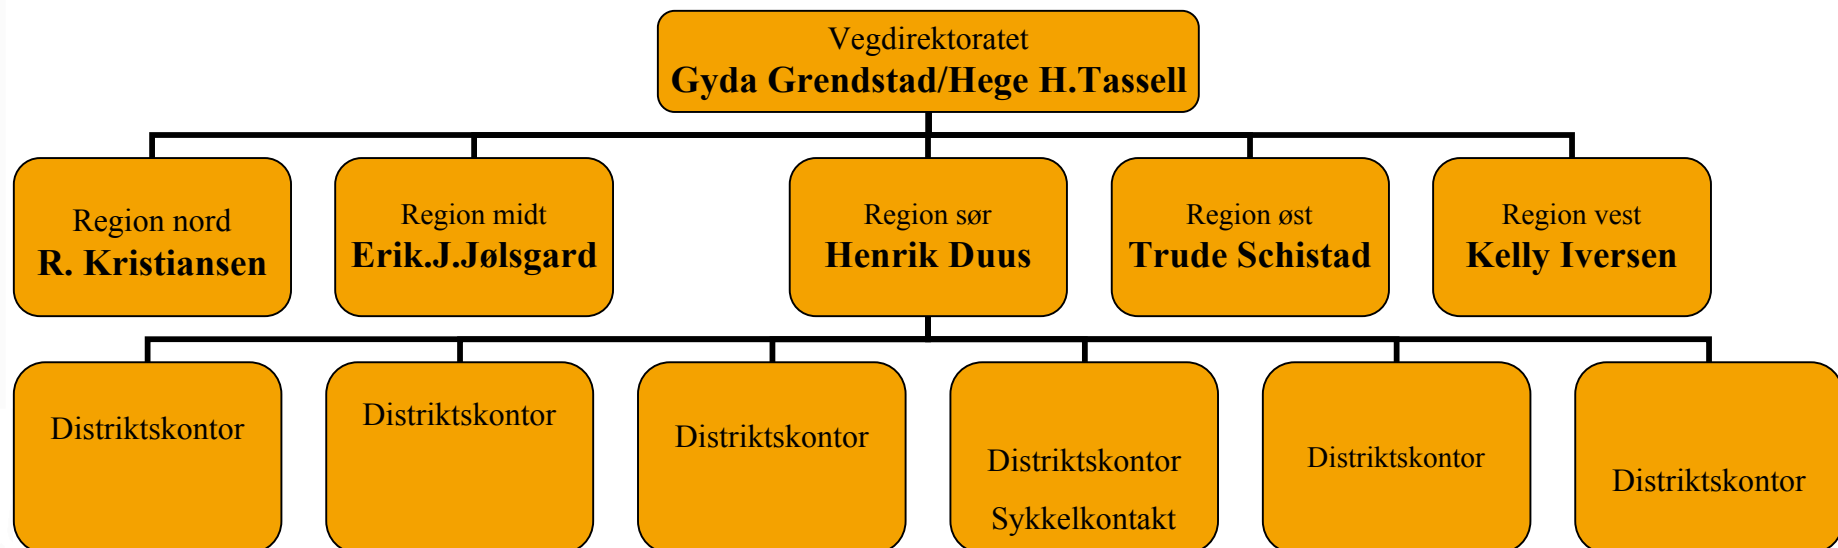 Vegdirektoratet
Gyda Grendstad/Hege H.Tassell
Region nord
R. Kristiansen
Region midt
Erik.J.Jølsgard
Region sør
Henrik Duus
Region øst
Trude Schistad
Region vest
Kelly Iversen
Distriktskontor
Distriktskontor
Distriktskontor
Distriktskontor
Sykkelkontakt
Distriktskontor
Distriktskontor